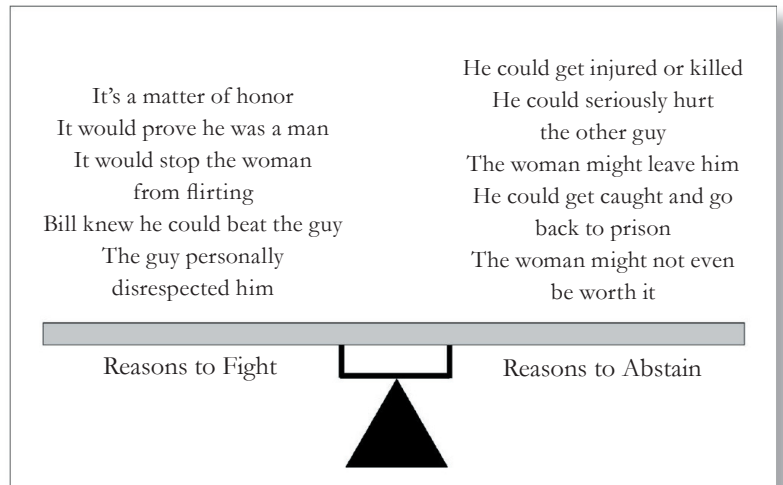 It’s a matter of honor
It would prove he was a man
It would stop the woman
from flirting
Bill knew he could beat the guy
The guy personally
disrespected him
He could get injured or killed
He could seriously hurt
the other guy
The woman might leave him
He could get caught and go
back to prison
The woman might not even
be worth it
Reasons to Fight
Reasons to Abstain